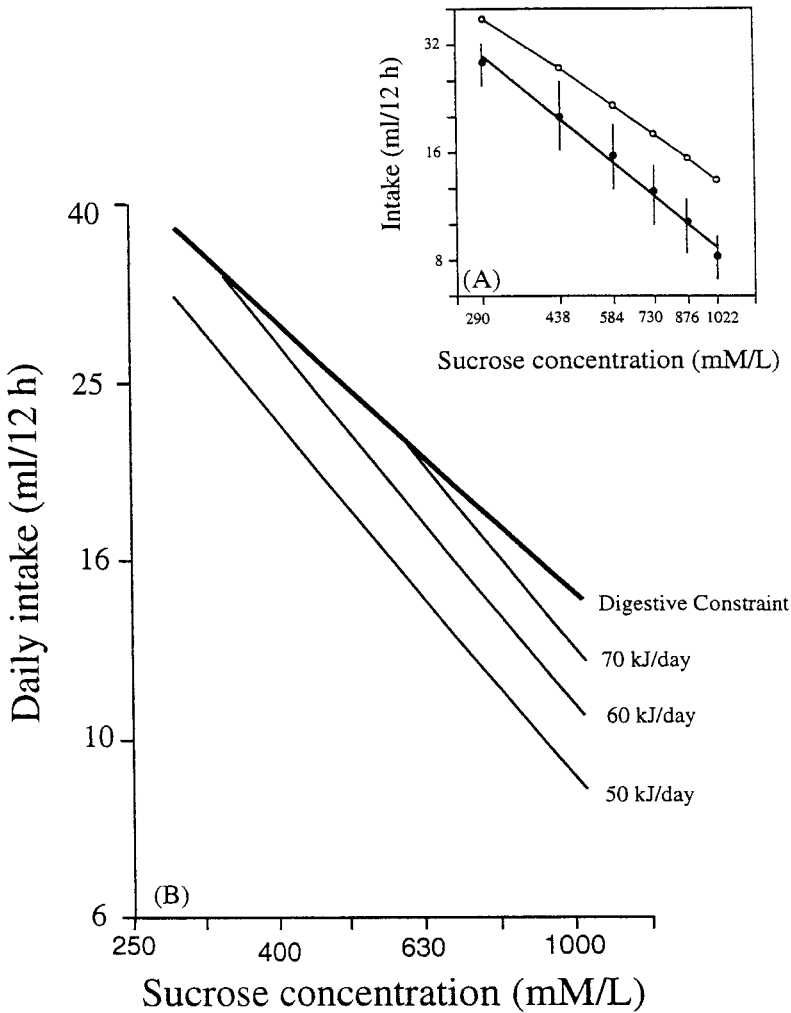 32
16
8
Intake (ml/12 h)
(A)
290 438 584 730 876 1022
Sucrose concentration (mM/L)
40
25
16
10
6
Daily intake (ml/12 h)
Digestive Constraint
70 kJ/day
60 kJ/day
50 kJ/day
(B)
250 400 630 1000
Sucrose concentration (mM/L)